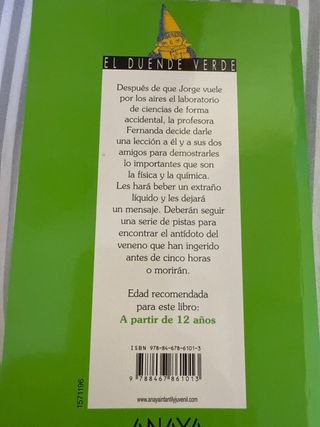 EL DUENDE VERDE
Después de que Jorge vuele
por los aires el laboratorio
de ciencias de forma
accidental, la profesora
Fernanda decide darle
una lección a él y a sus dos
amigos para demostrarles
lo importantes que son
la física y la química.
Les hará beber un extraño
líquido y les dejará
un mensaje. Deberán seguir
una serie de pistas para
encontrar el antídoto del
veneno que han ingerido
antes de cinco horas
o morirán.
Edad recomendada
para este libro:
A partir de 12 años
ISBN 978-84-678-6101-3
9 788467 861013
1571196
www.anayainfantilyjuvenil.com
ANAYA